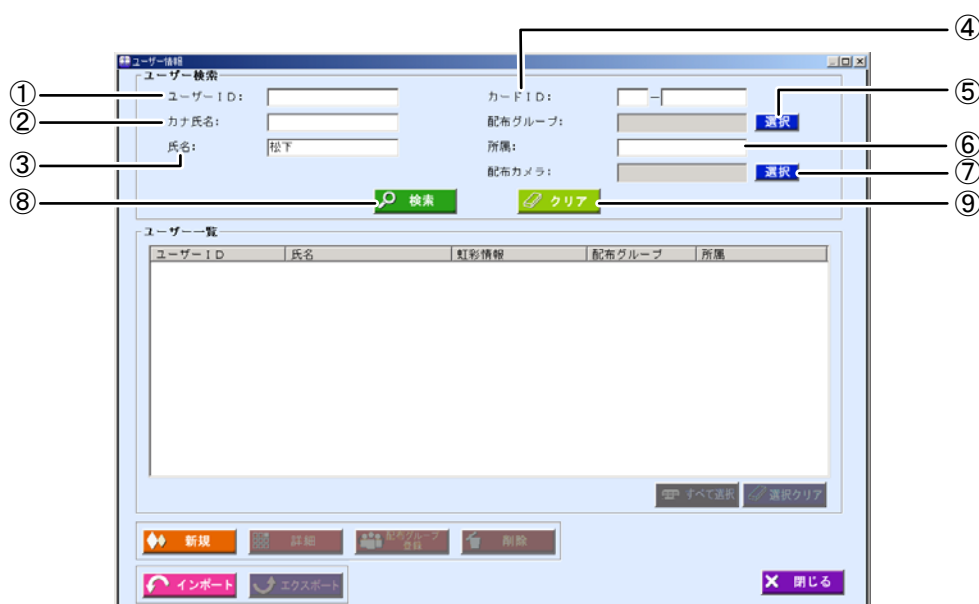 ④
ユーザー情報
ユーザー検索
① ユーザーID: カードID: － ⑤
② カナ氏名: 配布グループ: 選択
③ 氏名: 松下 所属: ⑥
配布カメラ: 選択 ⑦
⑧ 検索 クリア ⑨
ユーザー一覧
ユーザーID 氏名 虹彩情報 配布グループ 所属
すべて選択 選択クリア
新規 詳細 配布グループ登録 削除
インポート エクスポート 閉じる